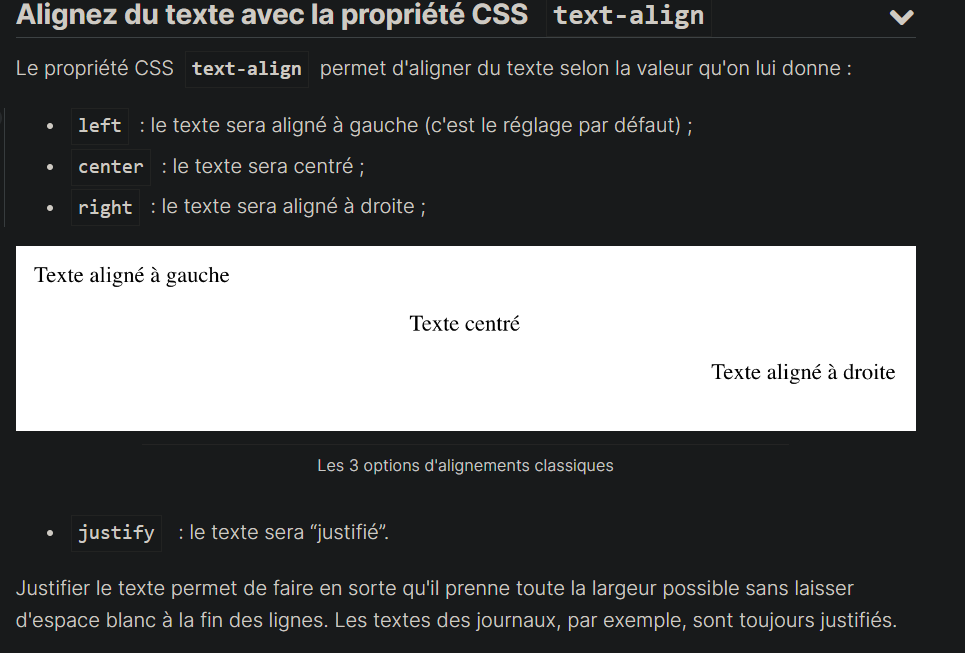 Alignez du texte avec la propriété CSS text-align
Le propriété CSS text-align permet d'aligner du texte selon la valeur qu'on lui donne :
• left : le texte sera aligné à gauche (c'est le réglage par défaut) ;
• center : le texte sera centré ;
• right : le texte sera aligné à droite ;
Texte aligné à gauche
Texte centré
Texte aligné à droite
Les 3 options d'alignements classiques
• justify : le texte sera “justifié”.
Justifier le texte permet de faire en sorte qu'il prenne toute la largeur possible sans laisser
d'espace blanc à la fin des lignes. Les textes des journaux, par exemple, sont toujours justifiés.